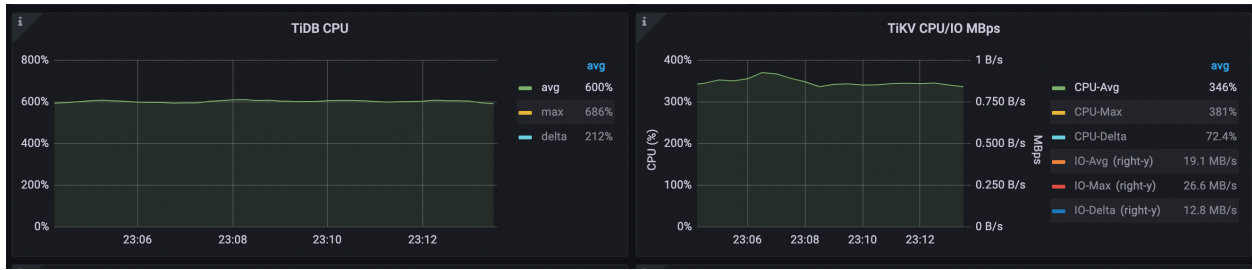 i
TiDB CPU
800%
600%
400%
200%
0%
23:06 23:08 23:10 23:12
avg
avg 600%
max 686%
delta 212%
i
TiKV CPU/IO MBps
CPU (%)
400%
300%
200%
100%
0%
23:06 23:08 23:10 23:12
1 B/s
0.750 B/s
0.500 B/s
0.250 B/s
0 B/s
MBps
avg
CPU-Avg 346%
CPU-Max 381%
CPU-Delta 72.4%
IO-Avg (right-y) 19.1 MB/s
IO-Max (right-y) 26.6 MB/s
IO-Delta (right-y) 12.8 MB/s